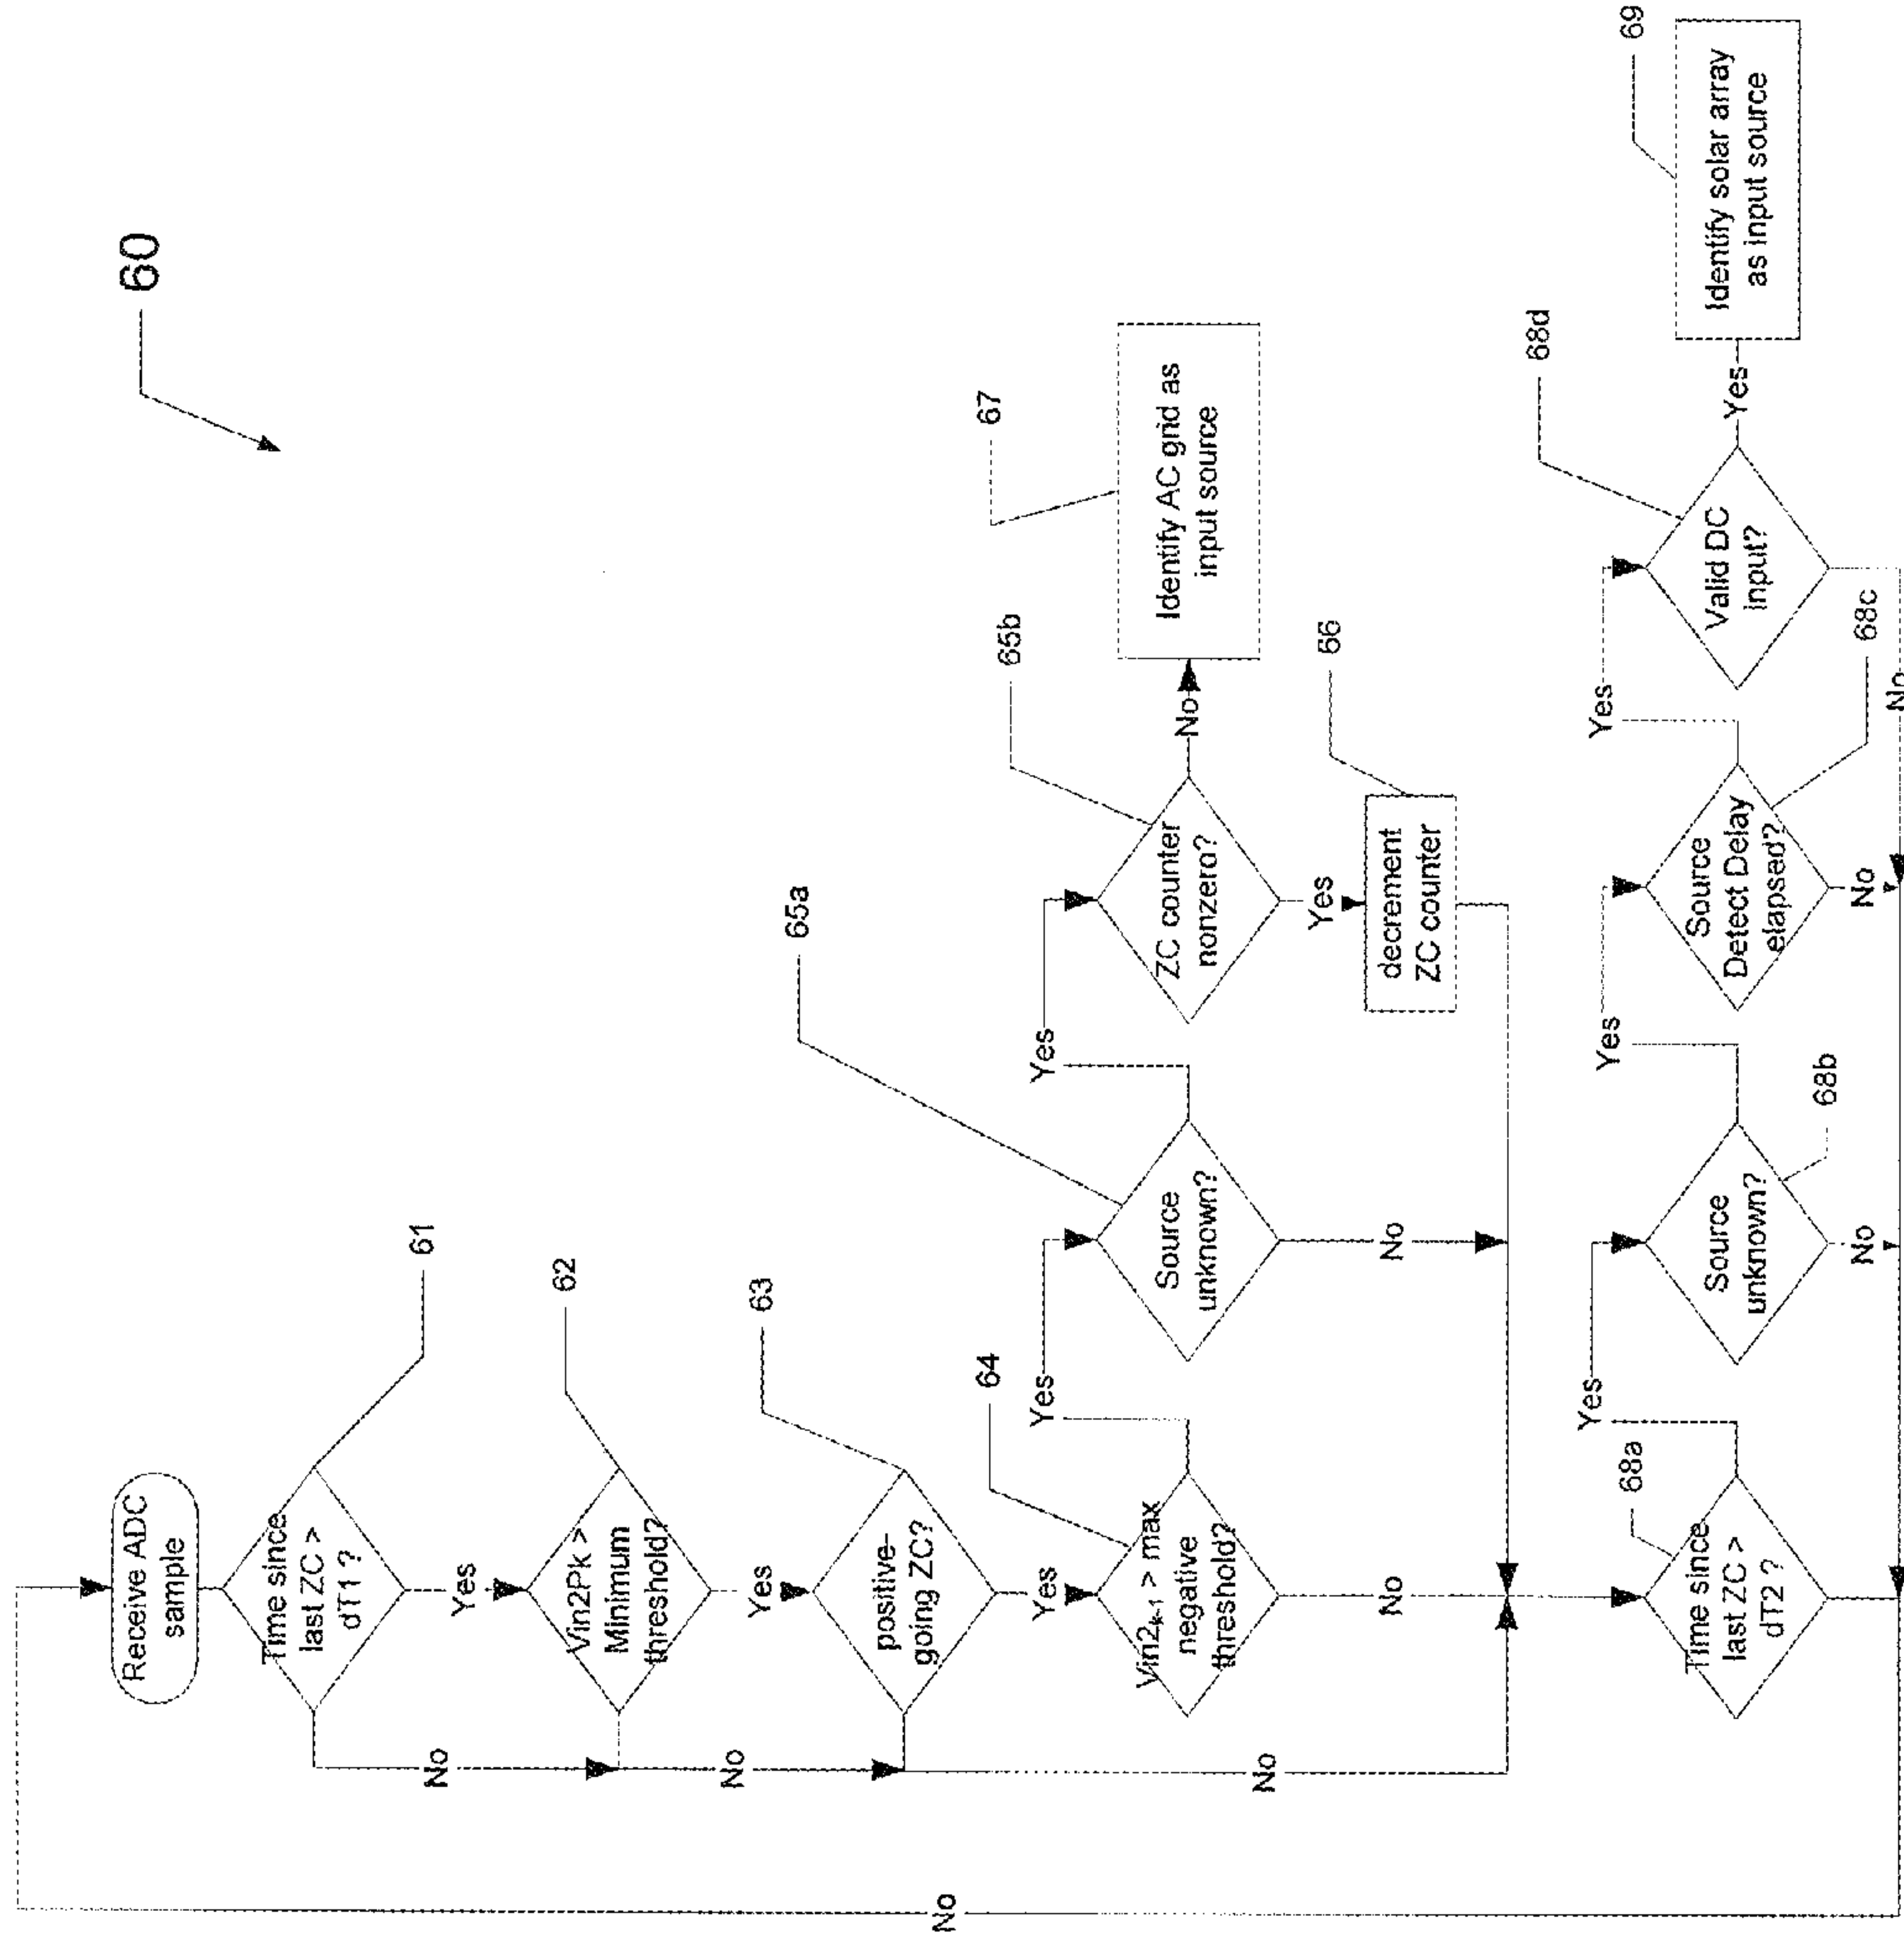 60
Receive ADC
sample
61
Time since
last ZC >
dT1 ?
No
Yes
62
Vin2Pk >
Minimum
threshold?
No
Yes
63
positive-
going ZC?
No
Yes
64
Vin2k-1 > max
negative
threshold?
Yes
No
65a
Source
unknown?
Yes
No
65b
ZC counter
nonzero?
No
Yes
66
decrement
ZC counter
67
Identify AC grid as
input source
68a
Time since
last ZC >
dT2 ?
Yes
68b
Source
unknown?
Yes
No
68c
Source
Detect Delay
elapsed?
Yes
No
68d
Valid DC
input?
Yes
No
69
Identify solar array
as input source
No